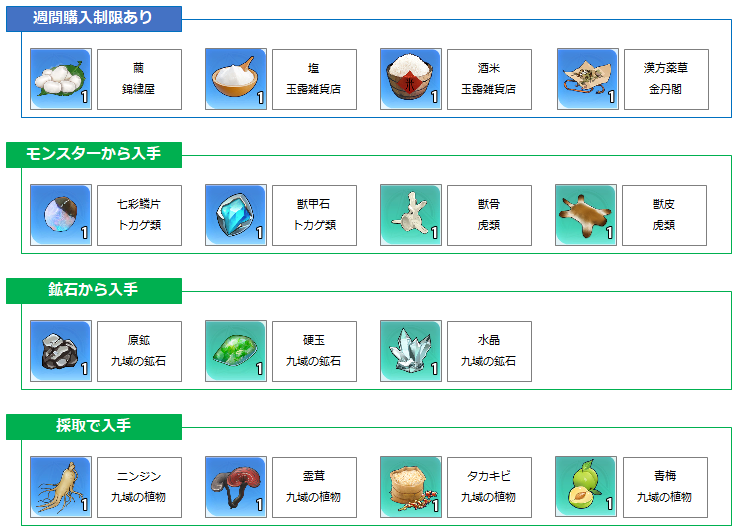 週間購入制限あり
1
繭
錦繍屋
1
塩
玉露雑貨店
1
酒米
玉露雑貨店
1
漢方薬草
金丹閣
モンスターから入手
1
七彩鱗片
トカゲ類
1
獣甲石
トカゲ類
1
獣骨
虎類
1
獣皮
虎類
鉱石から入手
1
原鉱
九域の鉱石
1
硬玉
九域の鉱石
1
水晶
九域の鉱石
採取で入手
1
ニンジン
九域の植物
1
霊茸
九域の植物
1
タカキビ
九域の植物
1
青梅
九域の植物